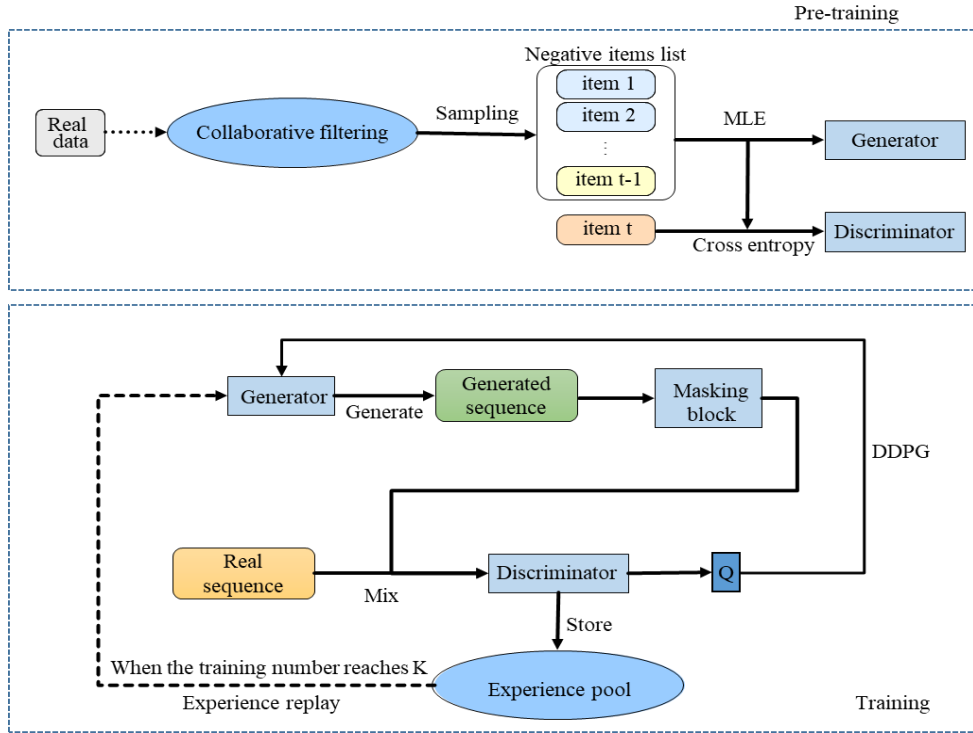 Pre-training
Negative items list
item 1
Real
data
Collaborative filtering
Sampling
item 2
⋮
MLE
Generator
item t-1
item t
Cross entropy
Discriminator
Generator
Generate
Generated
sequence
Masking
block
DDPG
Real
sequence
Mix
Discriminator
Q
Store
When the training number reaches K
Experience replay
Experience pool
Training